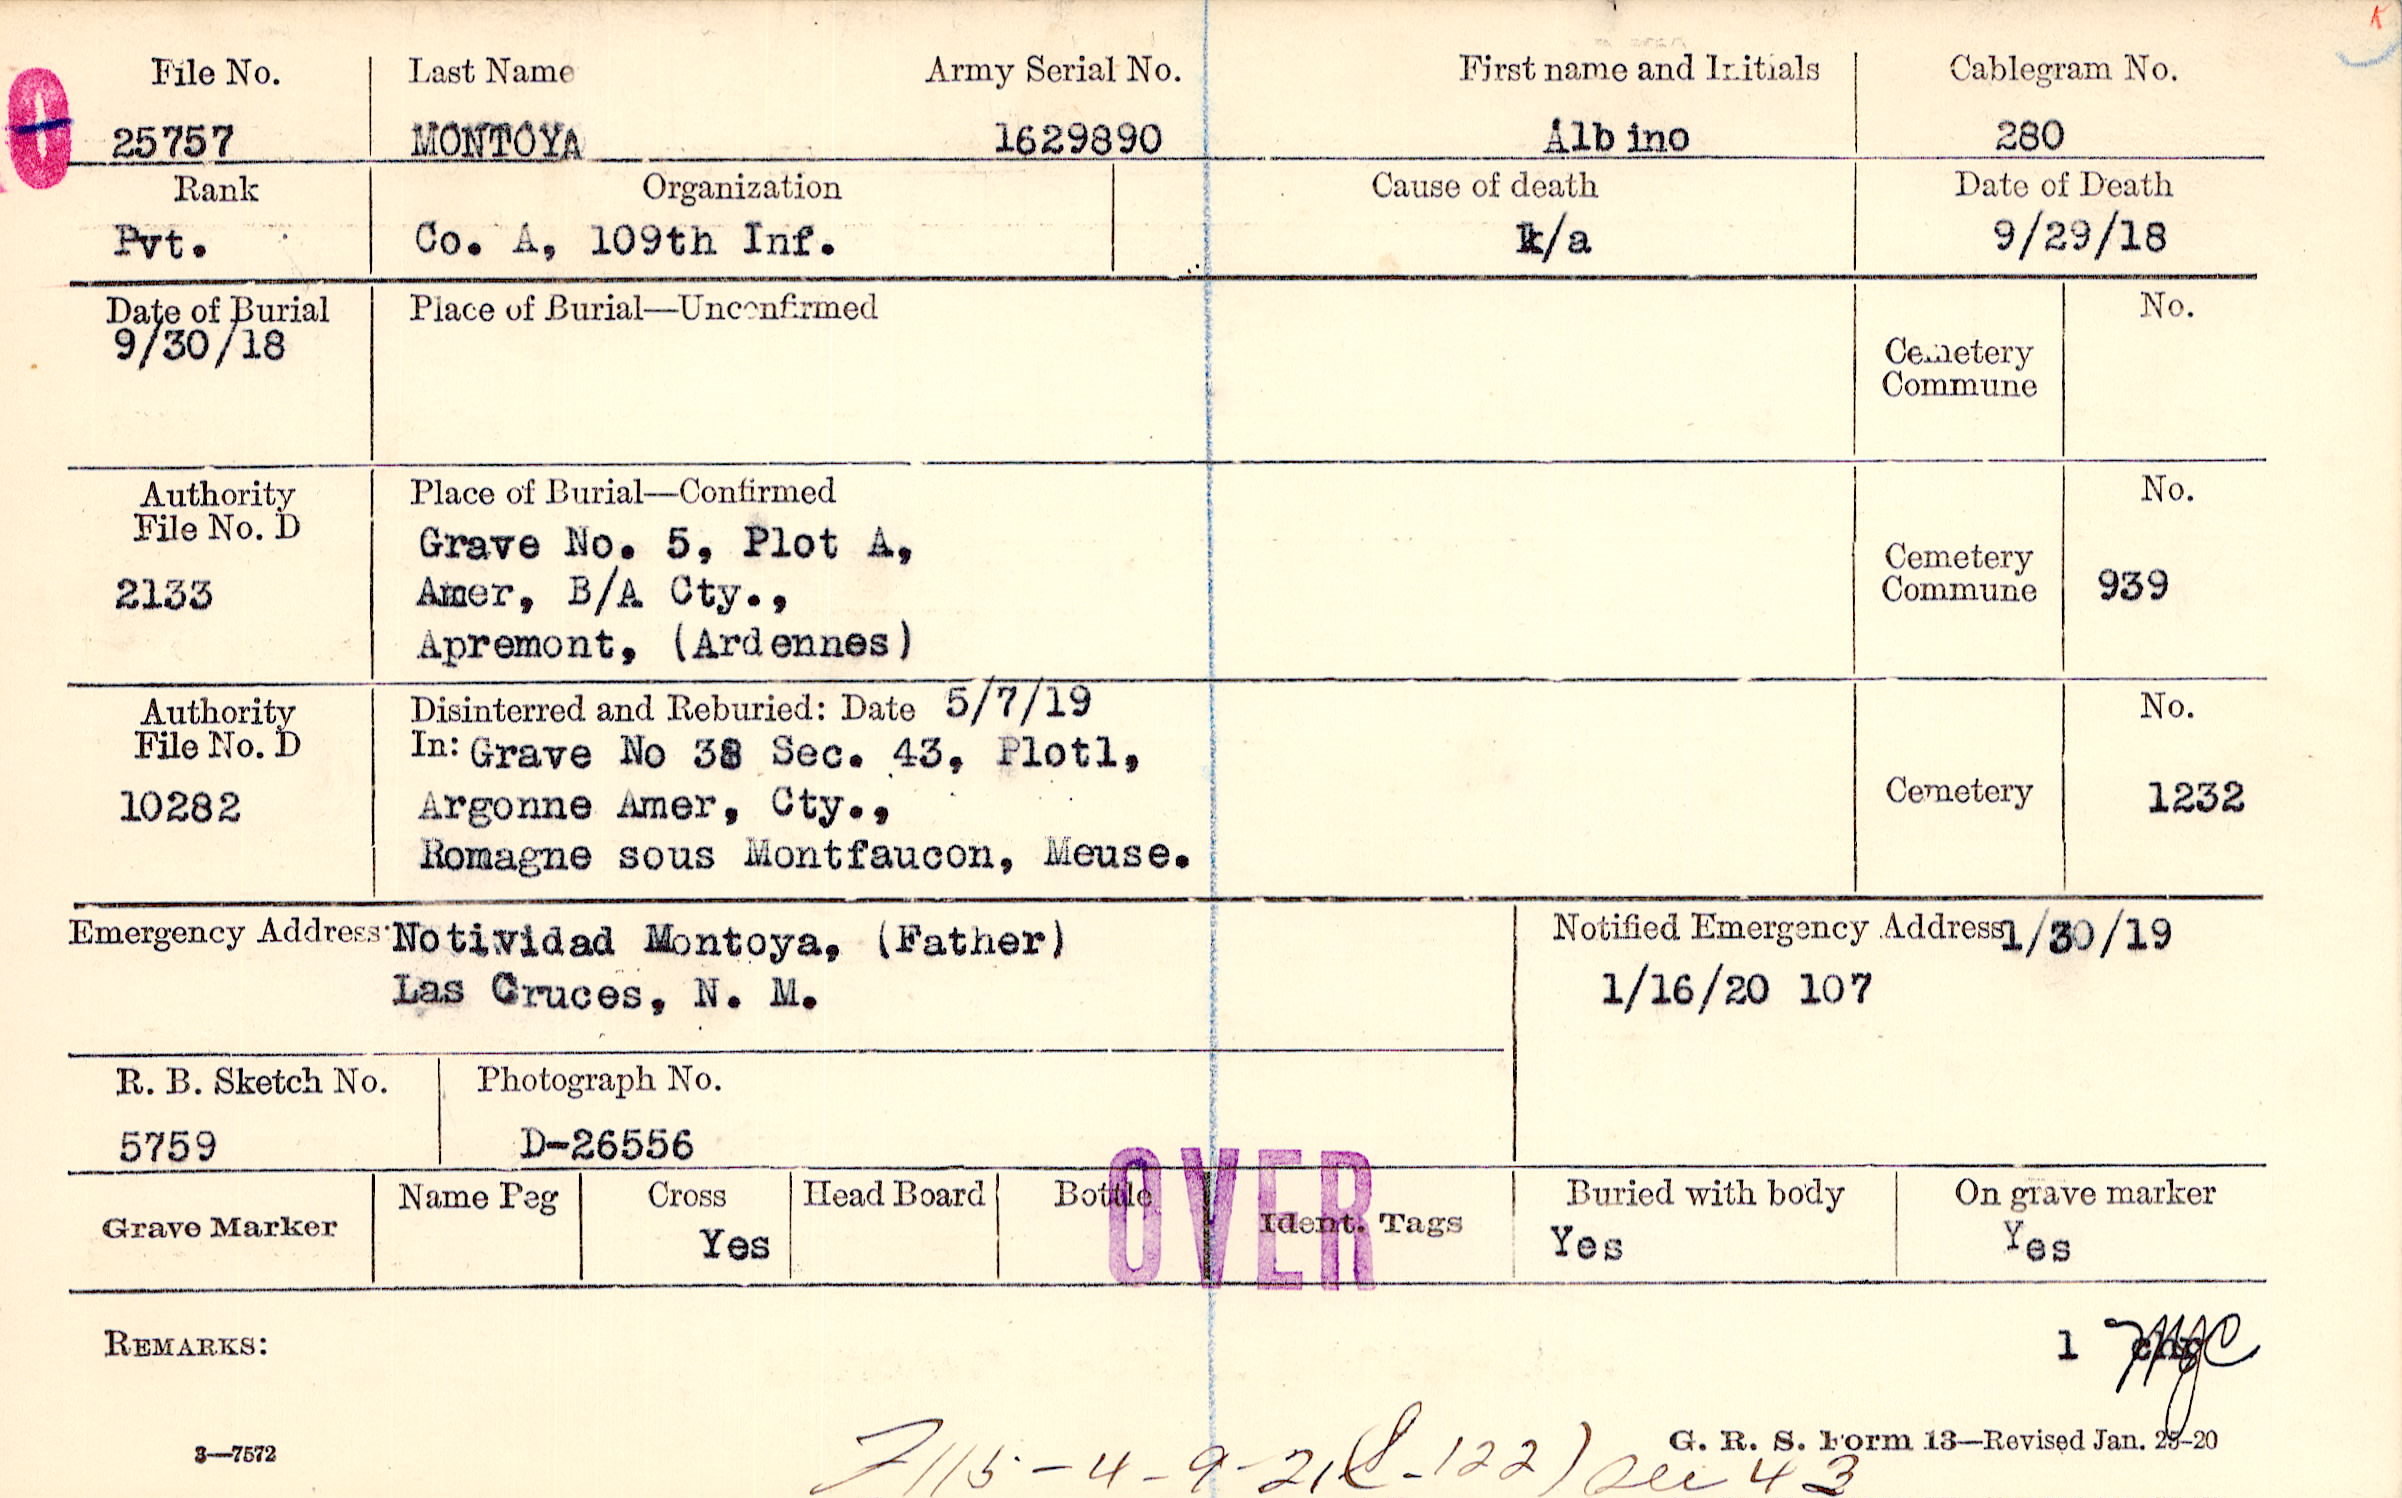 K
File No. Last Name Army Serial No. First name and Initials Cablegram No.
25757 MONTOYA 1629890 Albino 280
Rank Organization Cause of death Date of Death
Pvt. Co. A, 109th Inf. k/a 9/29/18
Date of Burial Place of Burial—Unconfirmed No.
9/30/18
Cemetery
Commune
Authority Place of Burial—Confirmed No.
File No. D
Grave No. 5, Plot A,
2133 Amer, B/A Cty., Cemetery
Commune 939
Apremont, (Ardennes)
Authority Disinterred and Reburied: Date 5/7/19 No.
File No. D In: Grave No 38 Sec. 43, Plot1,
10282 Argonne Amer, Cty., Cemetery 1232
Romagne sous Montfaucon, Meuse.
Emergency Address: Notividad Montoya, (Father) Notified Emergency Address 1/30/19
Las Cruces, N. M. 1/16/20 107
R. B. Sketch No. Photograph No.
5759 D-26556
OVER
Grave Marker Name Peg Cross Head Board Bottle Ident. Tags Buried with body On grave marker
Yes Yes Yes
REMARKS: 1
3—7572 G. R. S. Form 13—Revised Jan. 23-20
115-4-9-21 -122) Sec 43